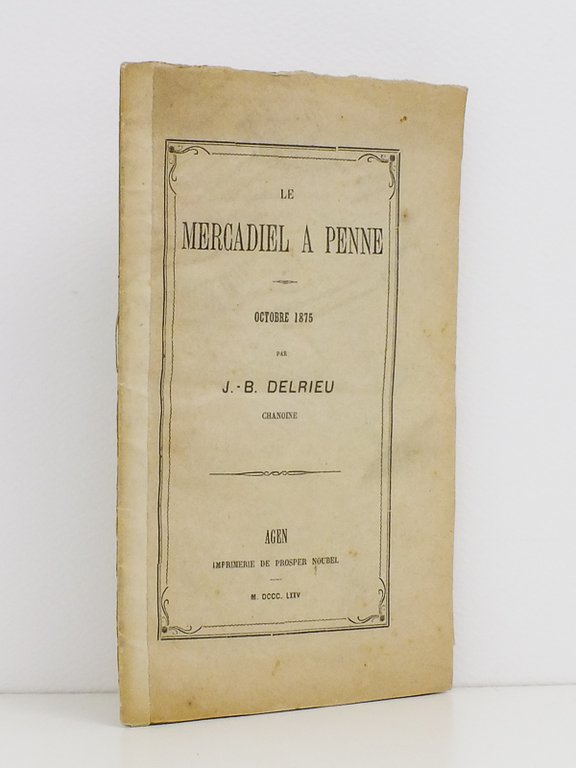 LE
MERCADIEL A PENNE
OCTOBRE 1875
PAR
J.-B. DELRIEU
CHANOINE
AGEN
IMPRIMERIE DE PROSPER NOUBEL
M. DCCC. LXXV